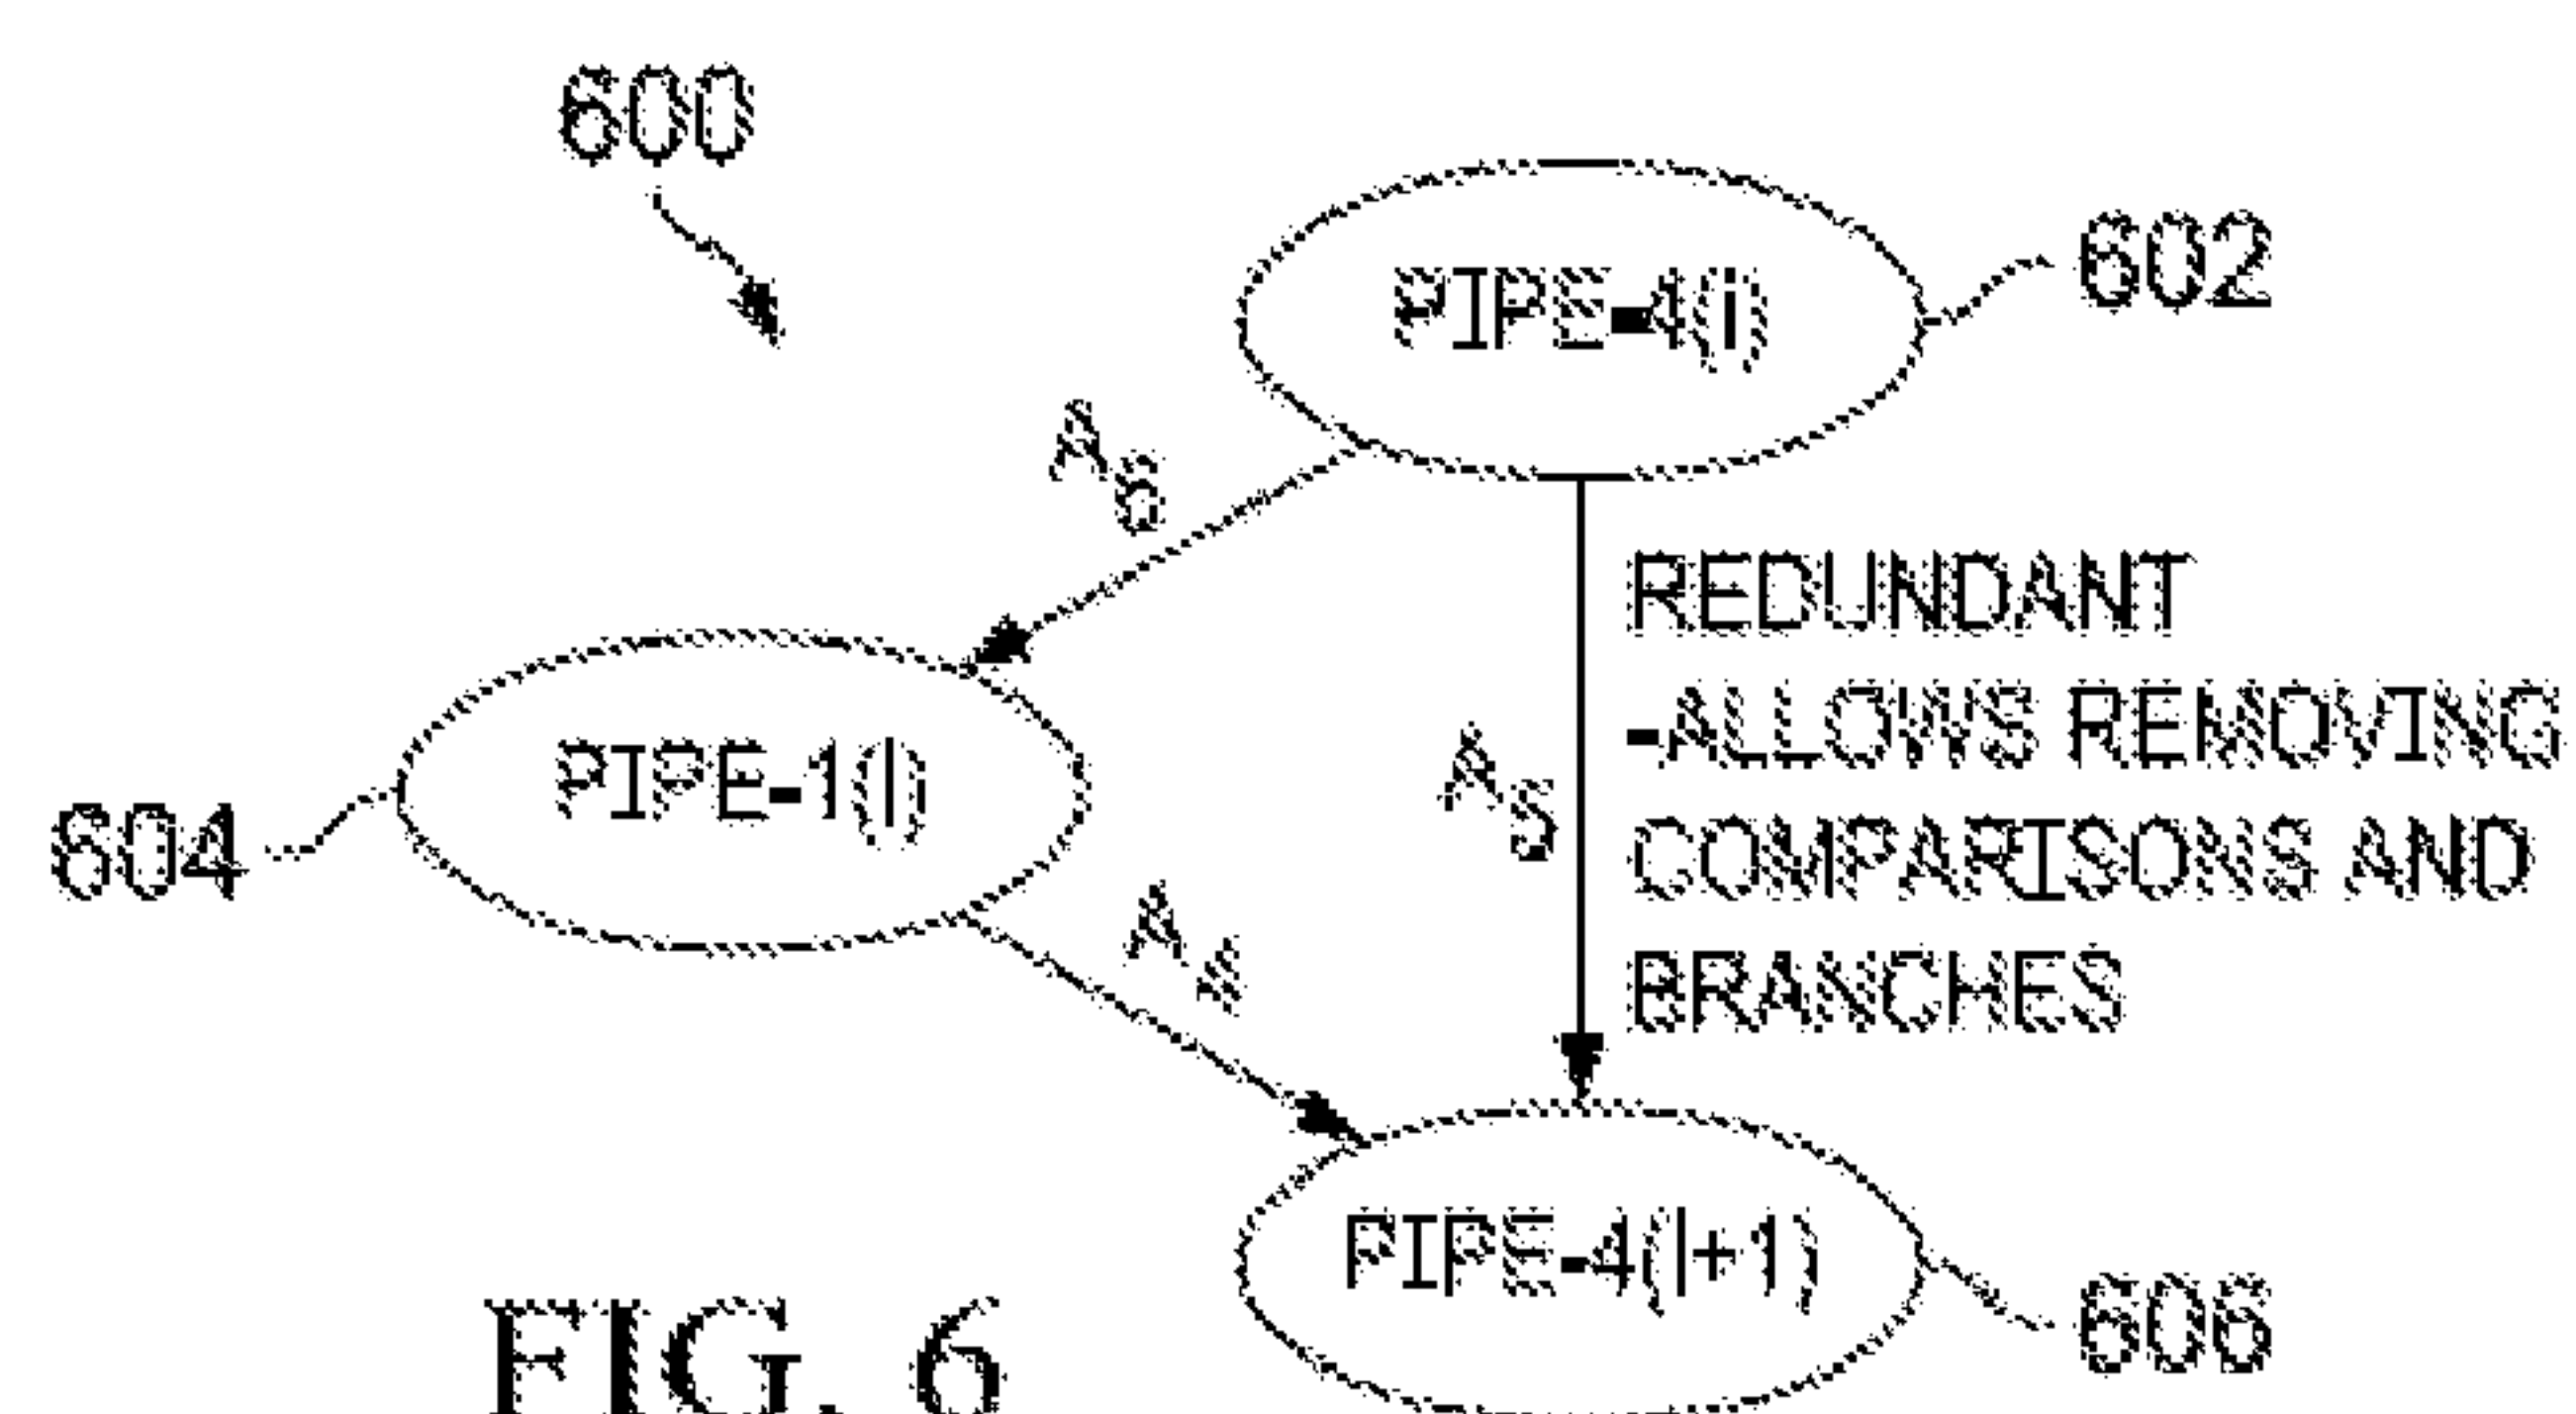 600
PIPE-4(i)
602
REDUNDANT
-ALLOWS REMOVING
COMPARISONS AND
BRANCHES
A5
PIPE-1(I)
604
PIPE-4(I+1)
606
FIG. 6